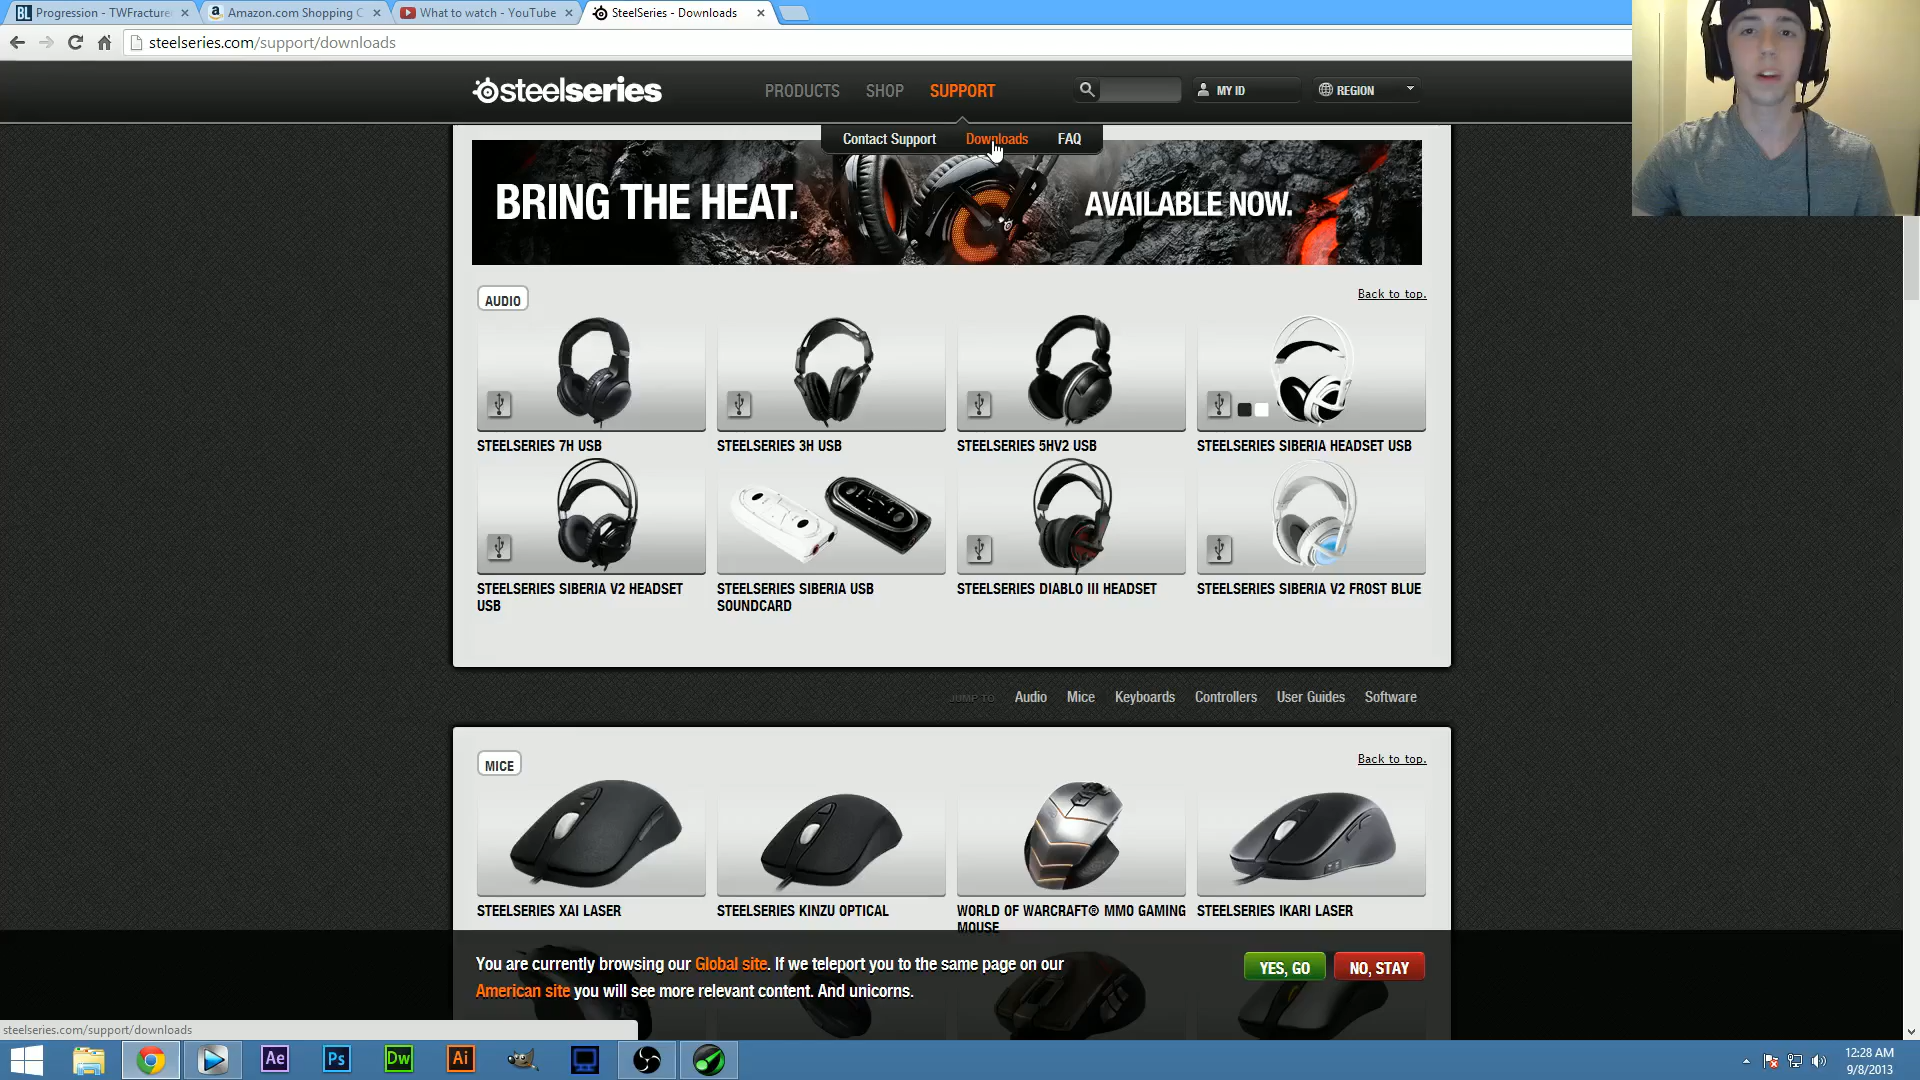 Progression - TWFracture
Amazon.com Shopping C
What to watch - YouTube
SteelSeries - Downloads
steelseries.com/support/downloads
steelseries
PRODUCTS
SHOP
SUPPORT
MY ID
REGION
Contact Support
Downloads
FAQ
BRING THE HEAT.
AVAILABLE NOW.
AUDIO
Back to top.
STEELSERIES 7H USB
STEELSERIES 3H USB
STEELSERIES 5HV2 USB
STEELSERIES SIBERIA HEADSET USB
STEELSERIES SIBERIA V2 HEADSET
USB
STEELSERIES SIBERIA USB
SOUNDCARD
STEELSERIES DIABLO III HEADSET
STEELSERIES SIBERIA V2 FROST BLUE
JUMP TO
Audio
Mice
Keyboards
Controllers
User Guides
Software
MICE
Back to top.
STEELSERIES XAI LASER
STEELSERIES KINZU OPTICAL
WORLD OF WARCRAFT® MMO GAMING
MOUSE
STEELSERIES IKARI LASER
You are currently browsing our Global site. If we teleport you to the same page on our
American site you will see more relevant content. And unicorns.
YES, GO
NO, STAY
steelseries.com/support/downloads
Ae
Ps
Dw
Ai
12:28 AM
9/8/2013